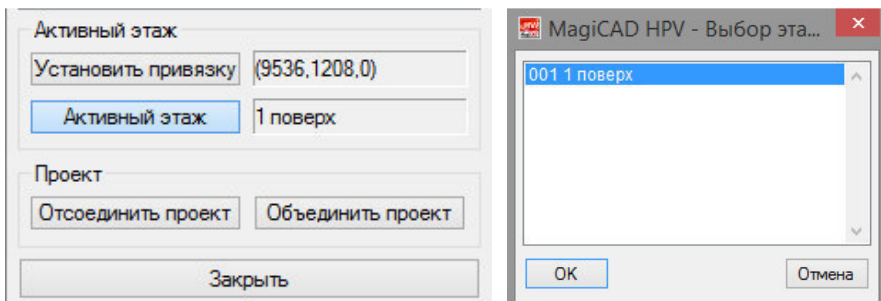 Активный этаж
Установить привязку (9536,1208,0)
Активный этаж 1 поверх
Проект
Отсоединить проект Объединить проект
Закрыть
MagiCAD HPV - Выбор эта...
001 1 поверх
OK Отмена